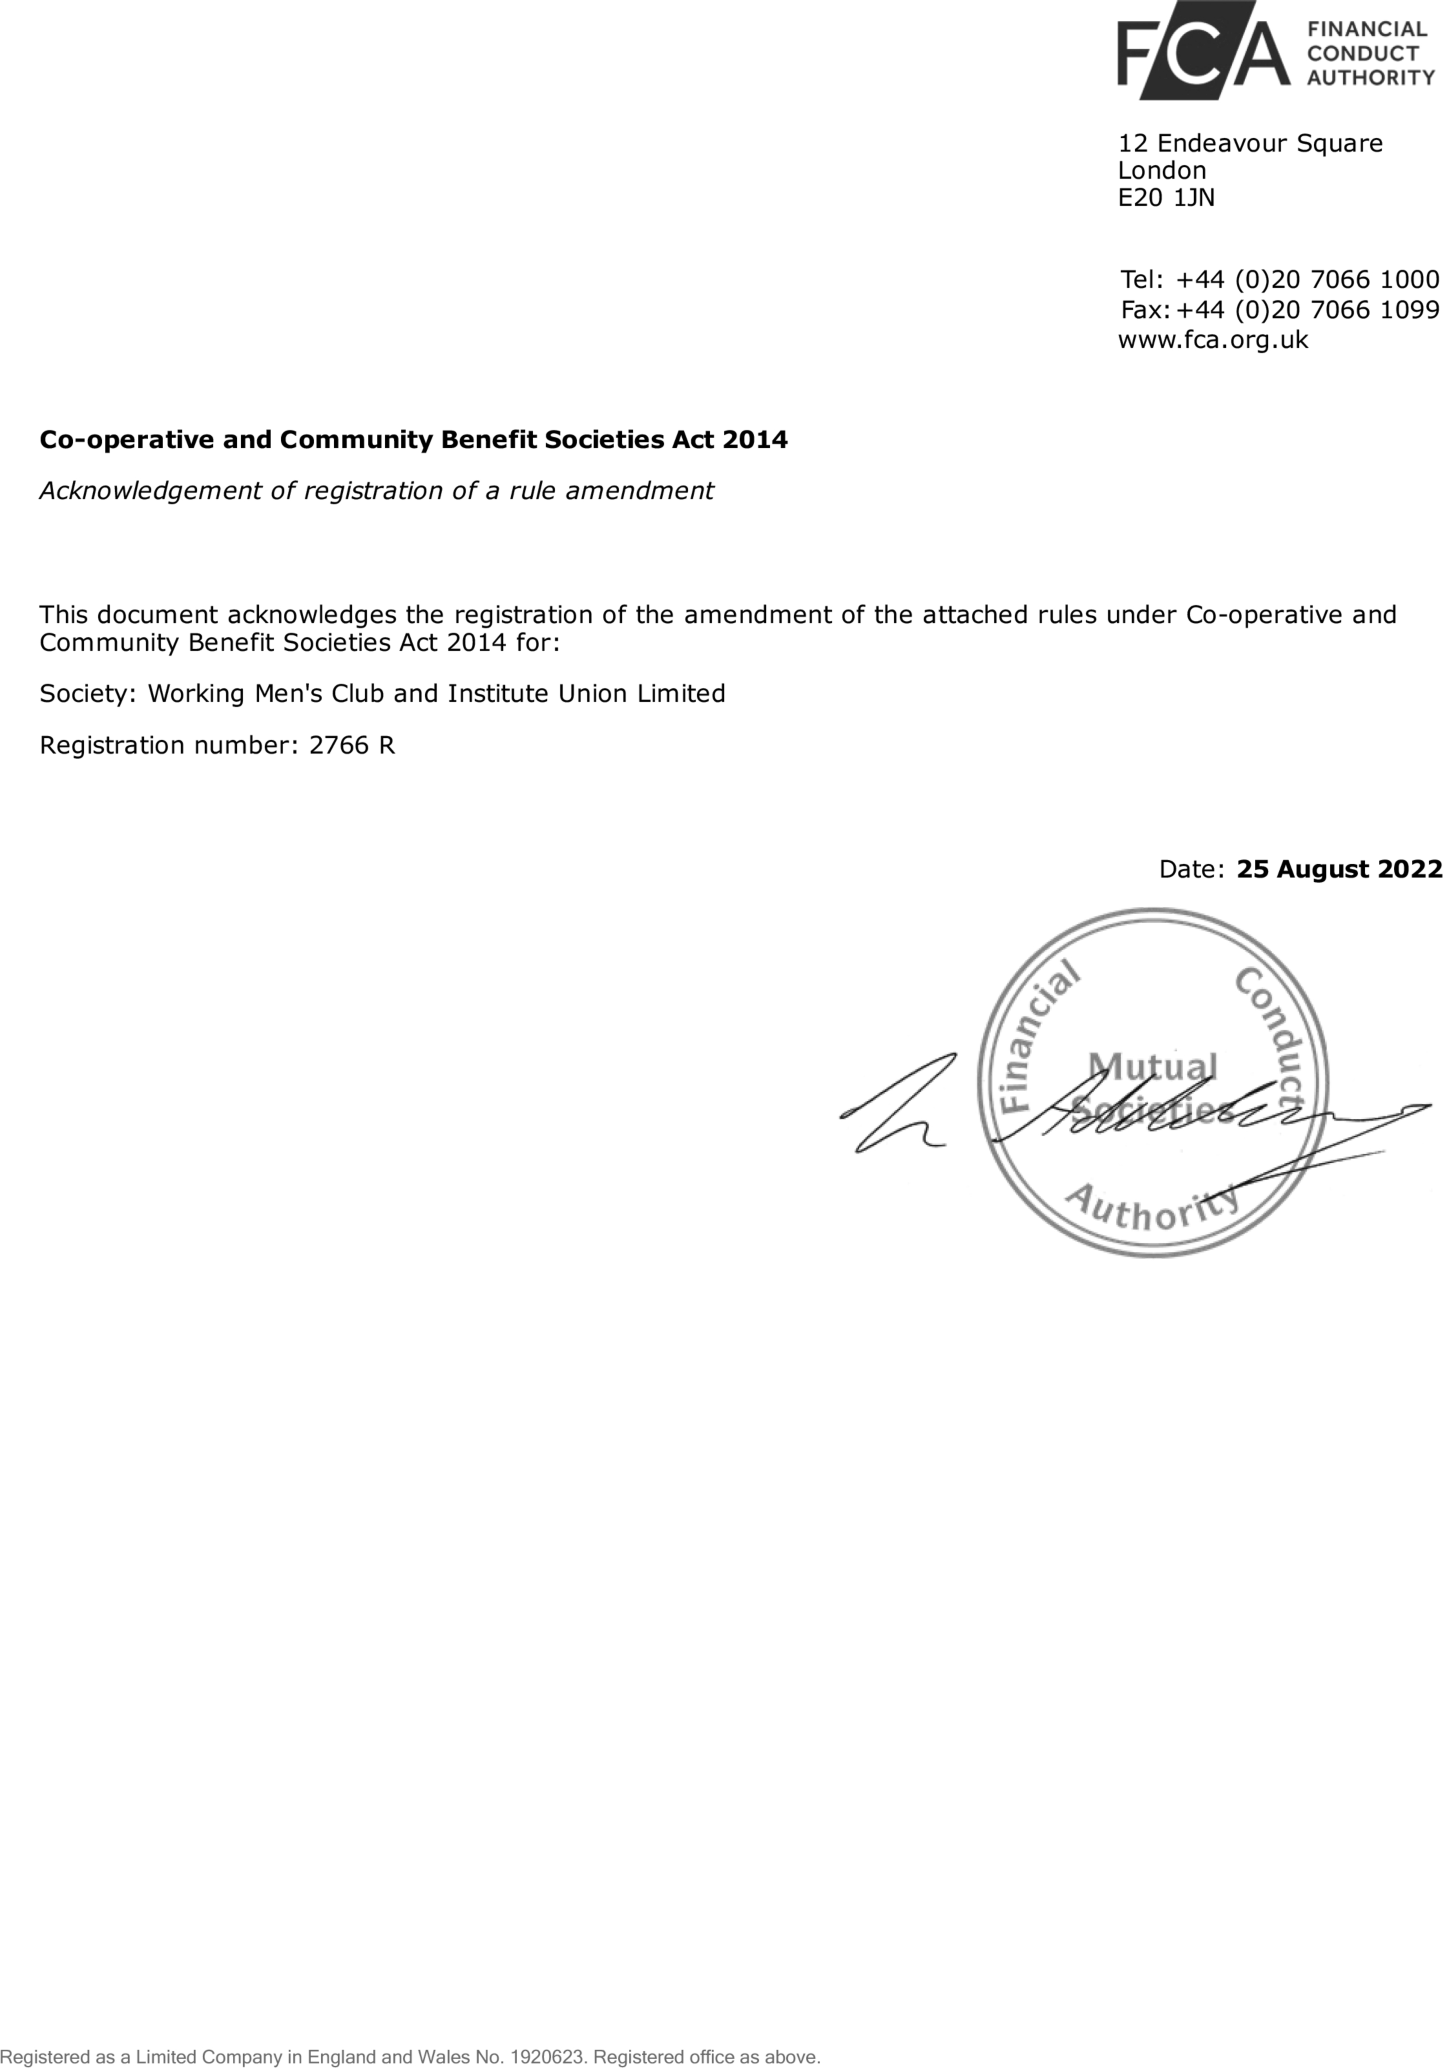 FCA
FINANCIAL
CONDUCT
AUTHORITY
12 Endeavour Square
London
E20 1JN
Tel: +44 (0)20 7066 1000
Fax: +44 (0)20 7066 1099
www.fca.org.uk
Co-operative and Community Benefit Societies Act 2014
Acknowledgement of registration of a rule amendment
This document acknowledges the registration of the amendment of the attached rules under Co-operative and
Community Benefit Societies Act 2014 for:
Society: Working Men's Club and Institute Union Limited
Registration number: 2766 R
Date: 25 August 2022
Financial Conduct
Mutual
Societies
Authority
Registered as a Limited Company in England and Wales No. 1920623. Registered office as above.